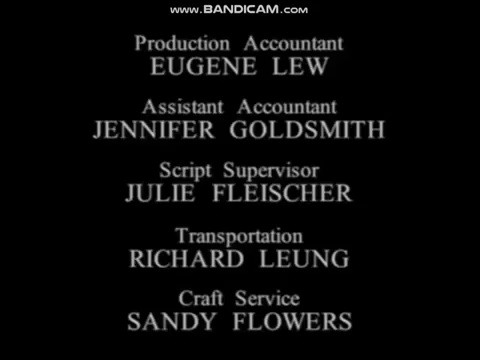 www.BANDICAM.com
Production Accountant
EUGENE LEW
Assistant Accountant
JENNIFER GOLDSMITH
Script Supervisor
JULIE FLEISCHER
Transportation
RICHARD LEUNG
Craft Service
SANDY FLOWERS